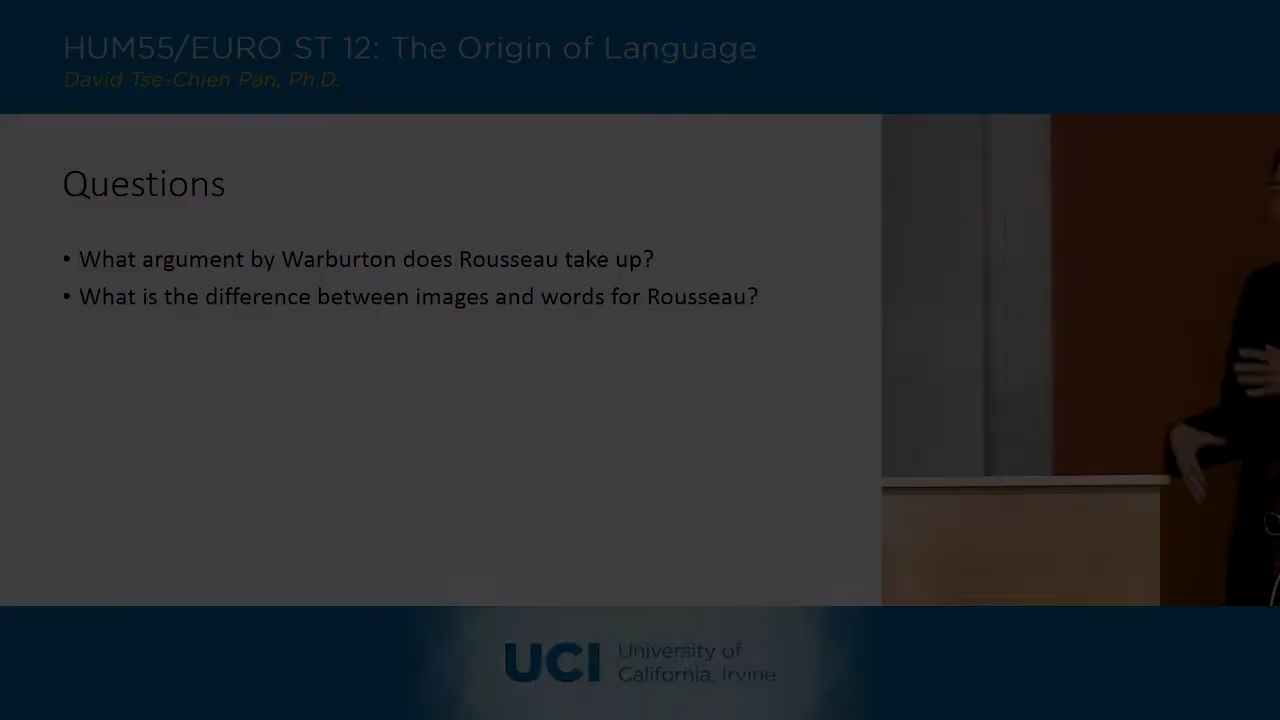 HUM55/EURO ST 12: The Origin of Language
David Tse-Chien Pan, Ph.D.
Questions
• What argument by Warburton does Rousseau take up?
• What is the difference between images and words for Rousseau?
UCI University of
California, Irvine